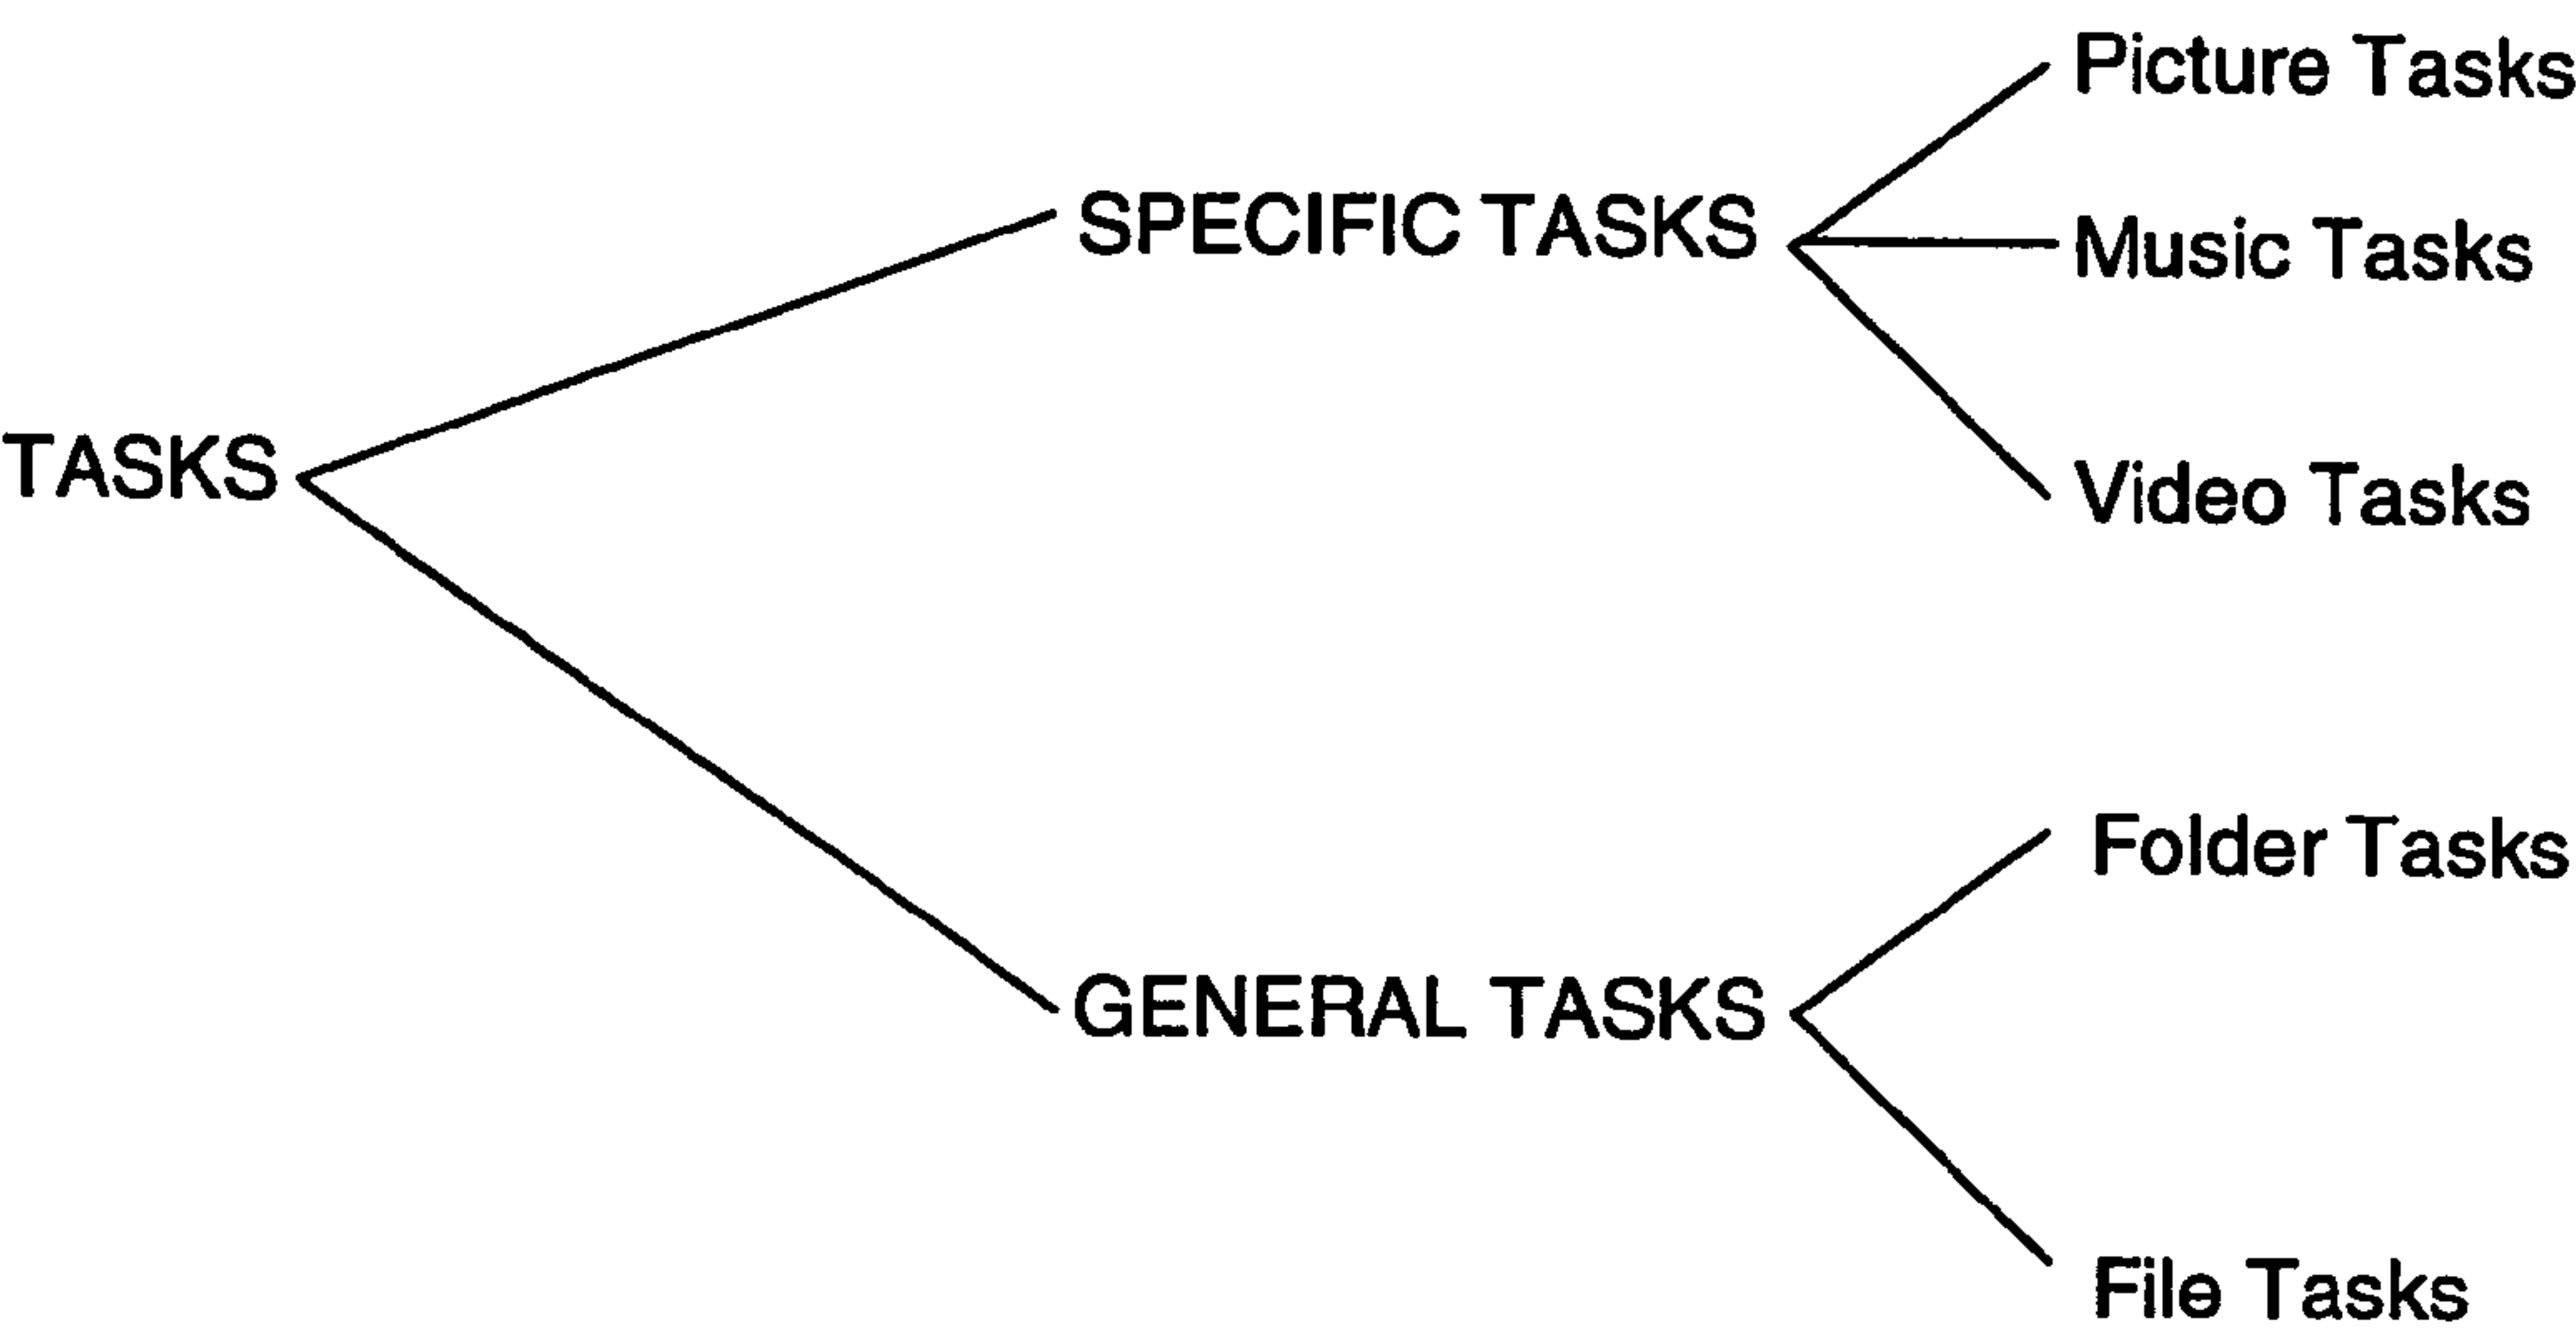 TASKS
SPECIFIC TASKS
Picture Tasks
Music Tasks
Video Tasks
GENERAL TASKS
Folder Tasks
File Tasks